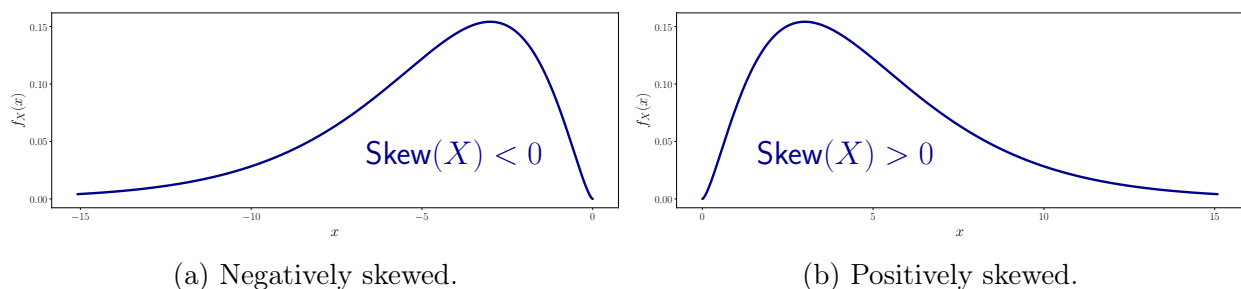 0.15
0.10
0.05
0.00
f_X(x)
Skew(X) < 0
−15
−10
−5
0
x
(a) Negatively skewed.
0.15
0.10
0.05
0.00
f_X(x)
Skew(X) > 0
0
5
10
15
x
(b) Positively skewed.